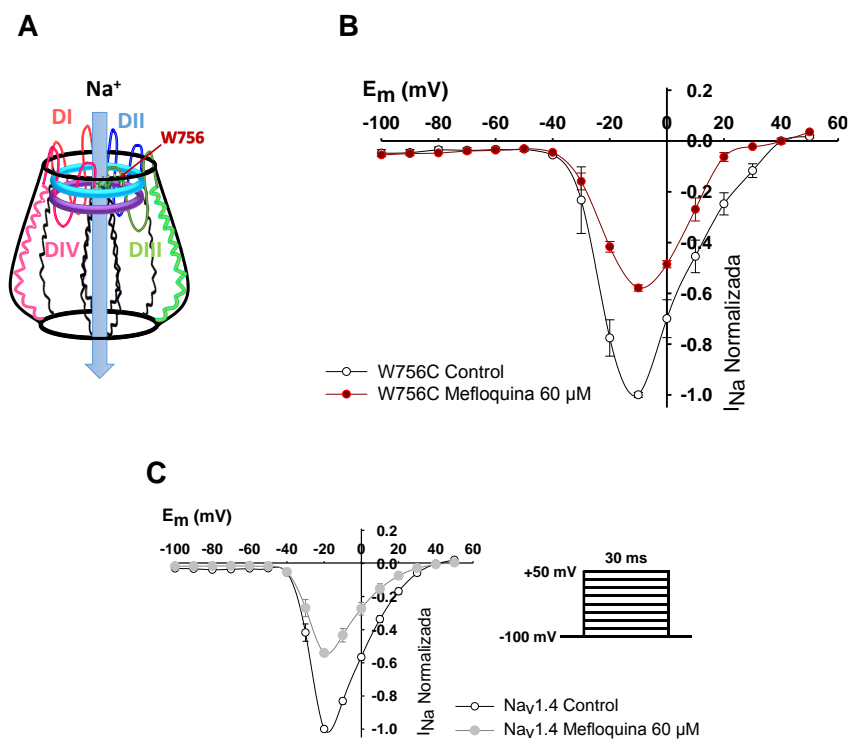 A
Na⁺
DI
DII
W756
DIV
DIII
B
Eₘ (mV)
-100 -80 -60 -40 -20 0 20 40 60
0.2
0.0
-0.2
-0.4
-0.6
-0.8
-1.0
I_Na Normalizada
W756C Control
W756C Mefloquina 60 µM
C
Eₘ (mV)
-100 -80 -60 -40 -20 0 20 40 60
0.2
0.0
-0.2
-0.4
-0.6
-0.8
-1.0
I_Na Normalizada
30 ms
+50 mV
-100 mV
Naᵥ1.4 Control
Naᵥ1.4 Mefloquina 60 µM